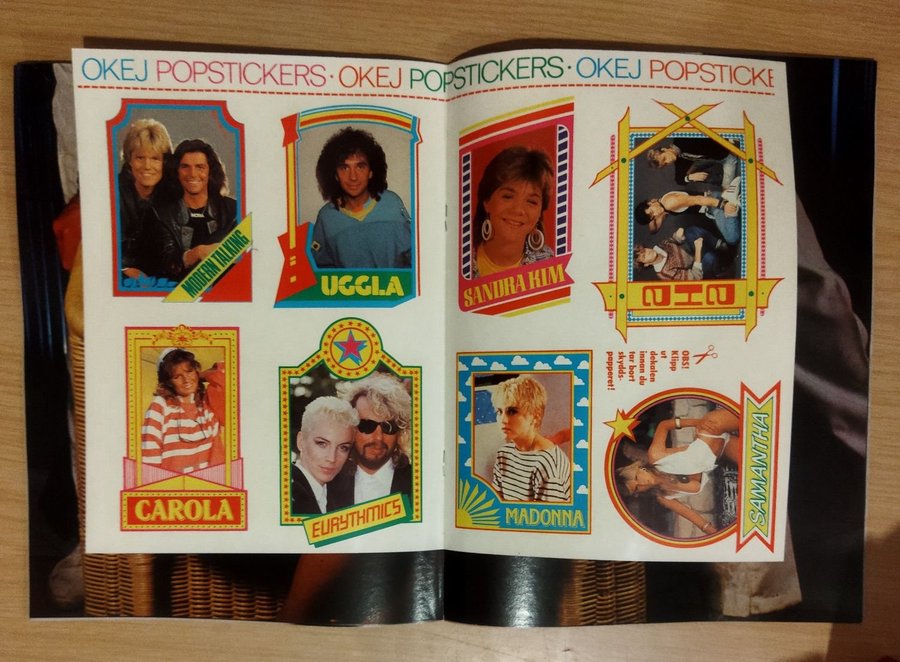 OKEJ POPSTICKERS · OKEJ POPSTICKERS · OKEJ POPSTICKE
MODERN TALKING
UGGLA
SANDRA KIM
aHa
CAROLA
EURYTHMICS
MADONNA
OBS!
Klipp
ut
dekalen
innan du
tar bort
skydds-
papperet!
SAMANTHA